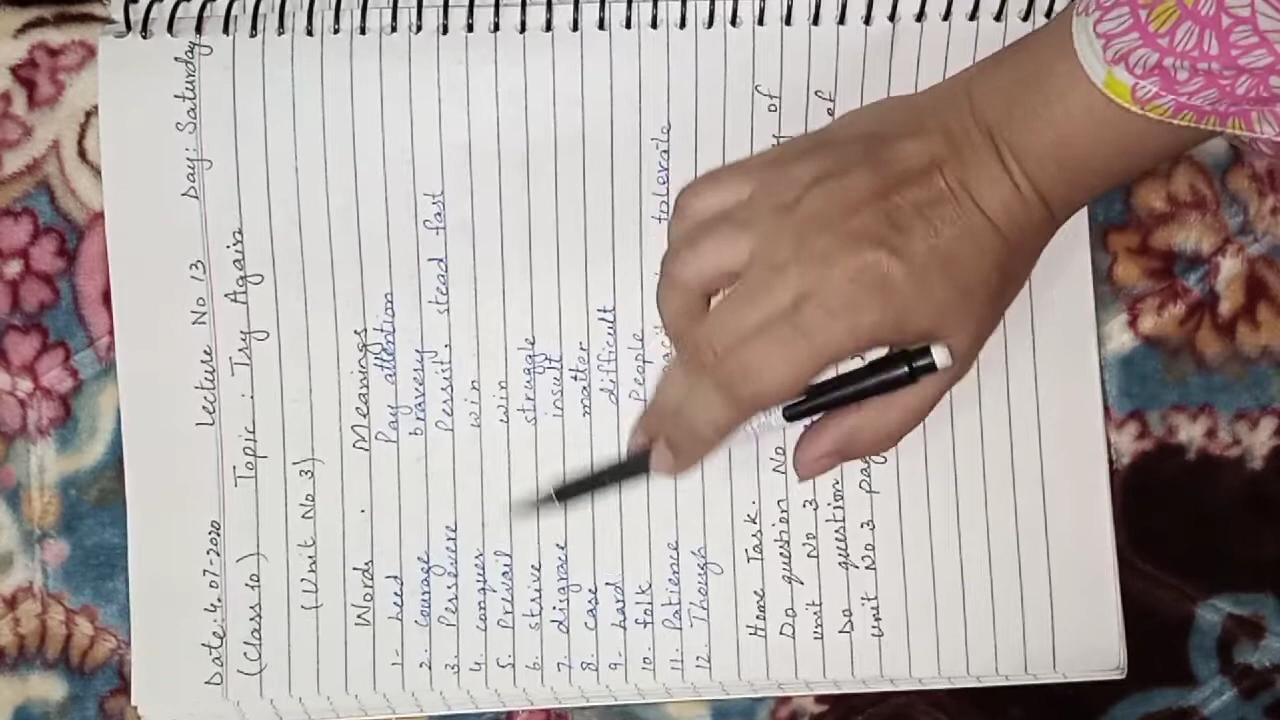 Date: 4.07-2020 Lecture No 13 Day: Saturday
(Class 10) Topic: Try Again
(Unit No 3)
Words. Meanings
1- heed Pay attention
2. Courage bravery
3. Persevere Persist, stead fast
4. conquer win
5. Prevail win
6. strive struggle
7. disgrace insult
8. case matter
9- hard difficult
10. folk People
11. Patience tolerate
12. Though
Home Task.
Do question No of
unit No 3 of
Do question
unit No.3